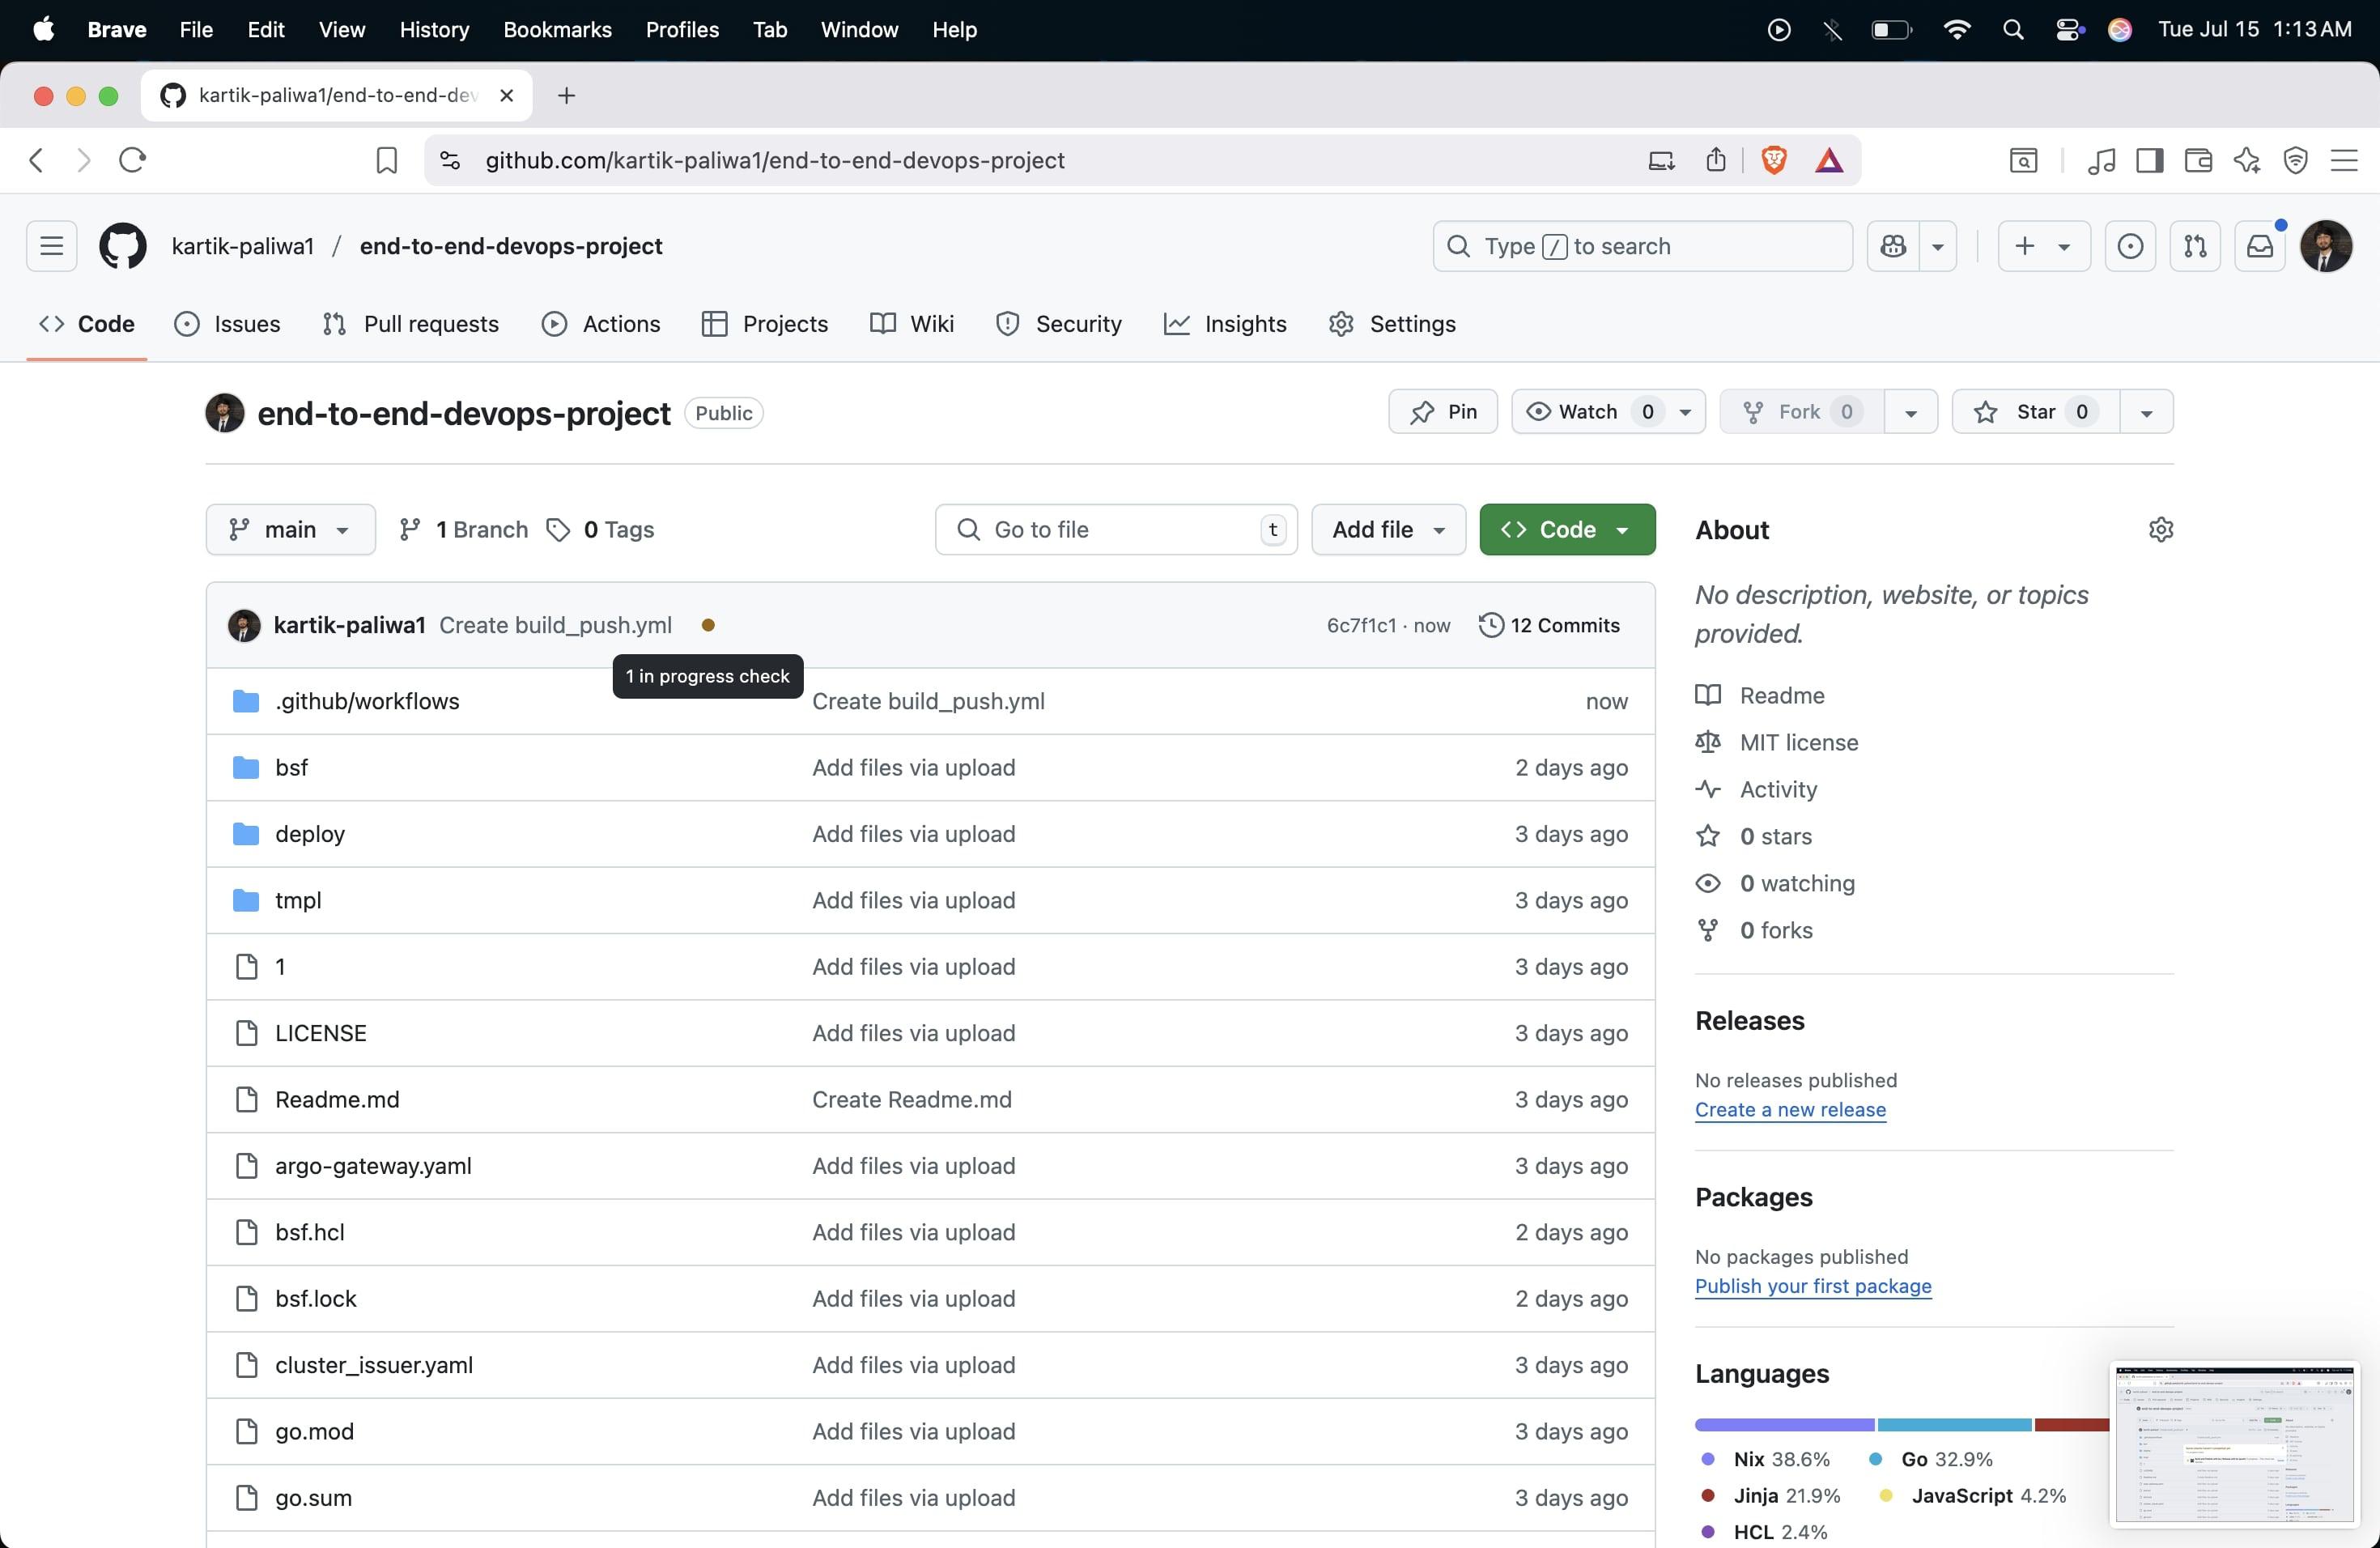 Brave File Edit View History Bookmarks Profiles Tab Window Help Tue Jul 15 1:13 AM
kartik-paliwa1/end-to-end-dev
github.com/kartik-paliwa1/end-to-end-devops-project
kartik-paliwa1 / end-to-end-devops-project Type / to search
Code Issues Pull requests Actions Projects Wiki Security Insights Settings
end-to-end-devops-project Public Pin Watch 0 Fork 0 Star 0
main 1 Branch 0 Tags Go to file t Add file Code
kartik-paliwa1 Create build_push.yml 6c7f1c1 · now 12 Commits
1 in progress check
.github/workflows Create build_push.yml now
bsf Add files via upload 2 days ago
deploy Add files via upload 3 days ago
tmpl Add files via upload 3 days ago
1 Add files via upload 3 days ago
LICENSE Add files via upload 3 days ago
Readme.md Create Readme.md 3 days ago
argo-gateway.yaml Add files via upload 3 days ago
bsf.hcl Add files via upload 2 days ago
bsf.lock Add files via upload 2 days ago
cluster_issuer.yaml Add files via upload 3 days ago
go.mod Add files via upload 3 days ago
go.sum Add files via upload 3 days ago
About
No description, website, or topics
provided.
Readme
MIT license
Activity
0 stars
0 watching
0 forks
Releases
No releases published
Create a new release
Packages
No packages published
Publish your first package
Languages
Nix 38.6% Go 32.9%
Jinja 21.9% JavaScript 4.2%
HCL 2.4%